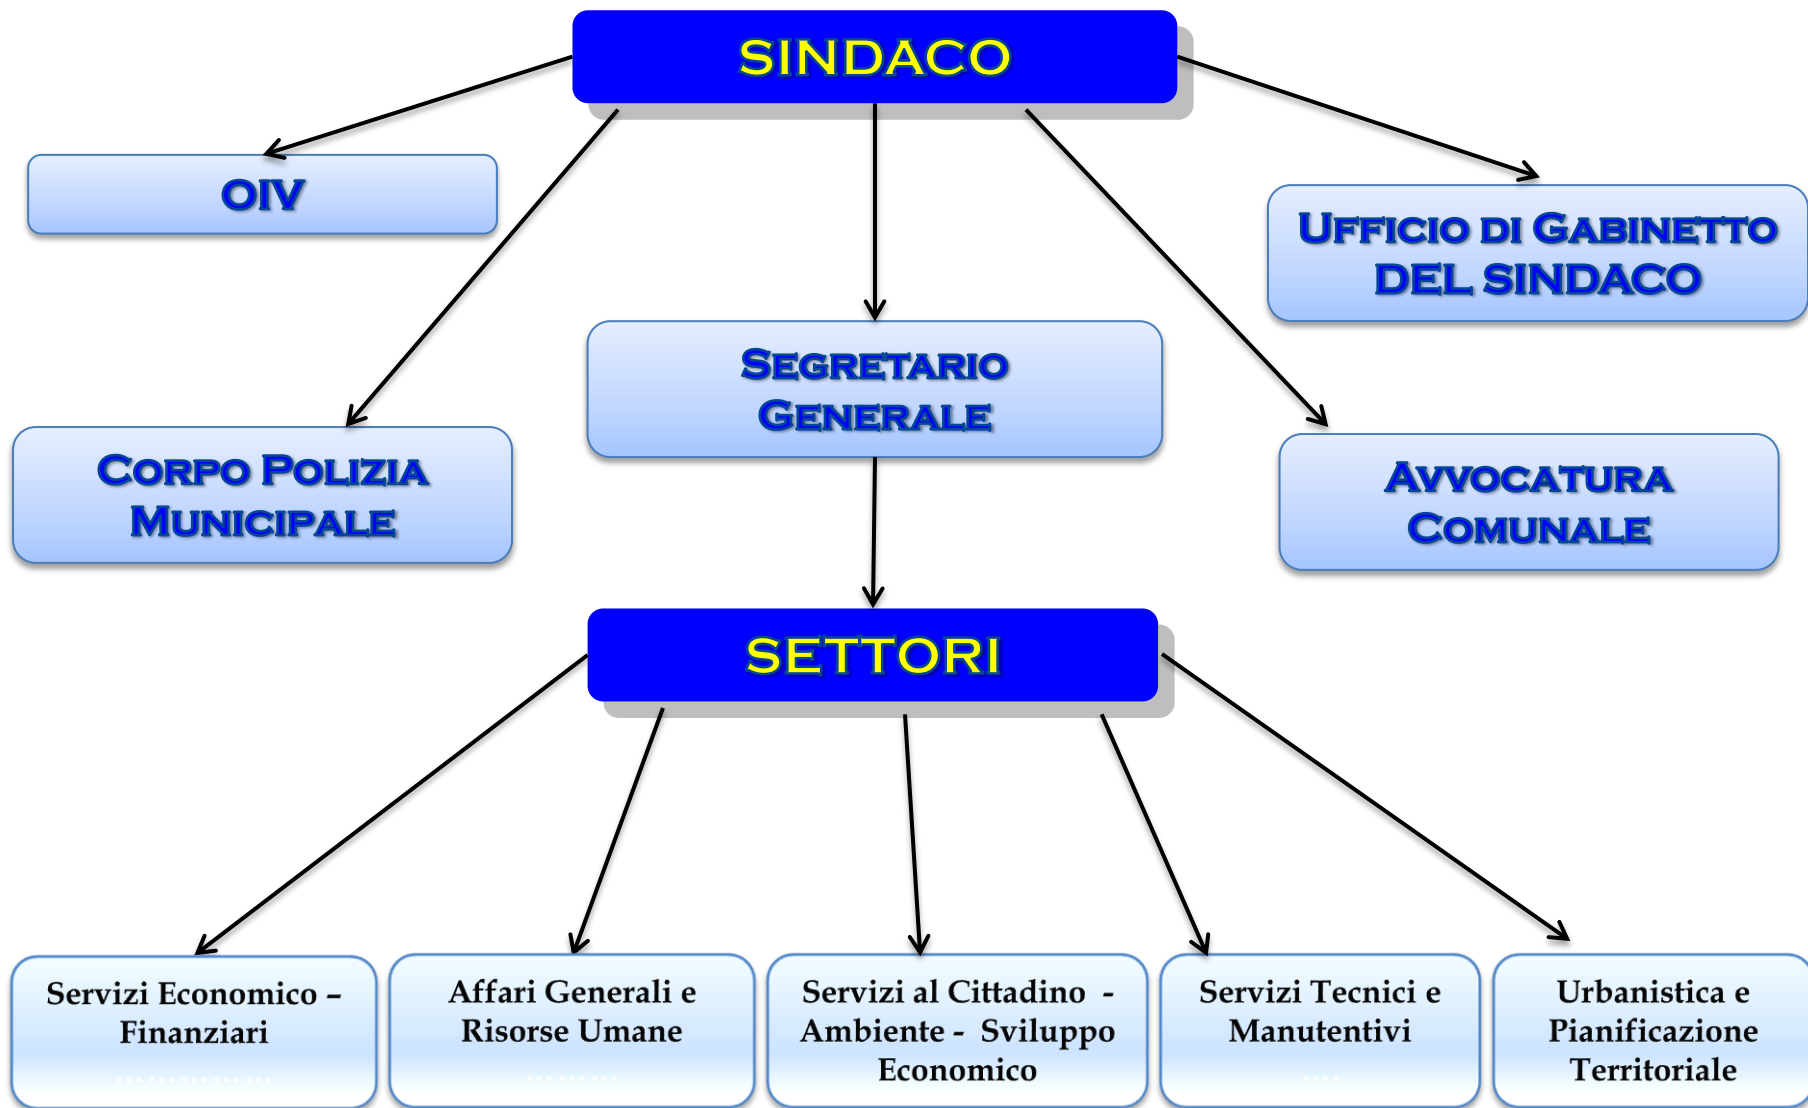 SINDACO
OIV
UFFICIO DI GABINETTO
DEL SINDACO
SEGRETARIO
GENERALE
CORPO POLIZIA
MUNICIPALE
AVVOCATURA
COMUNALE
SETTORI
Servizi Economico –
Finanziari
……………
Affari Generali e
Risorse Umane
………
Servizi al Cittadino -
Ambiente - Sviluppo
Economico
Servizi Tecnici e
Manutentivi
….
Urbanistica e
Pianificazione
Territoriale